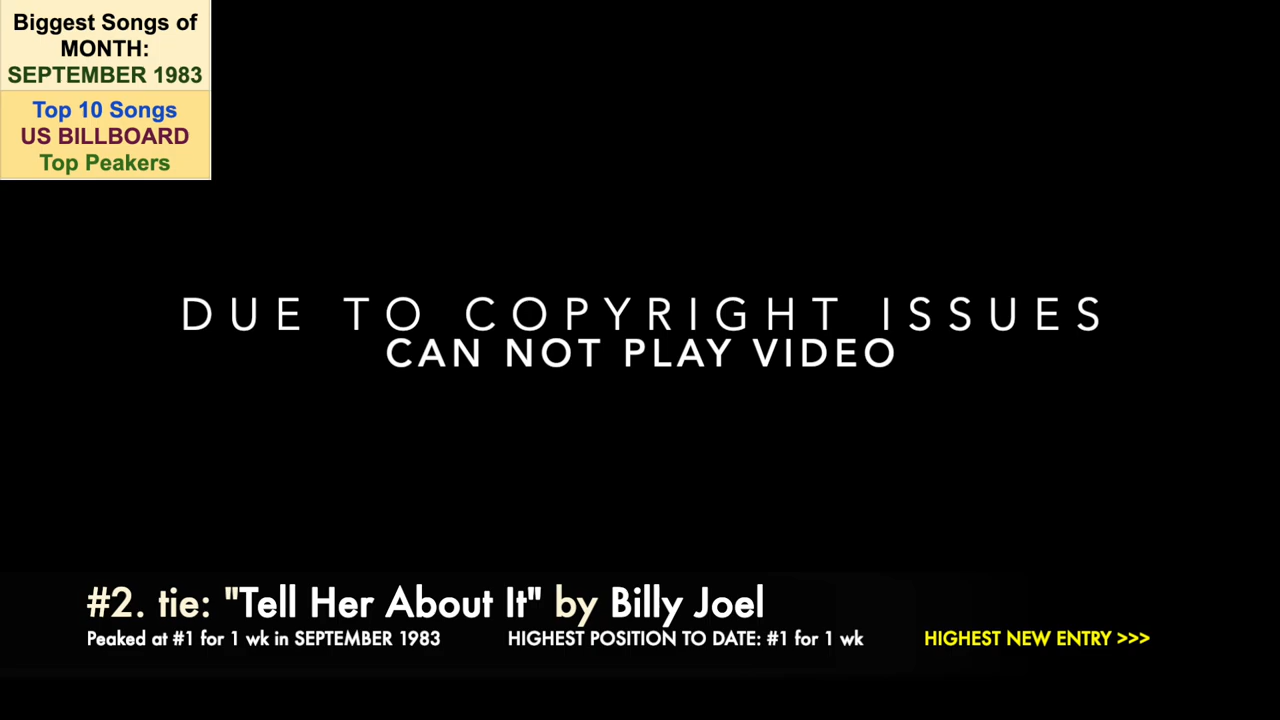 Biggest Songs of
MONTH:
SEPTEMBER 1983
Top 10 Songs
US BILLBOARD
Top Peakers
DUE TO COPYRIGHT ISSUES
CAN NOT PLAY VIDEO
#2. tie: "Tell Her About It" by Billy Joel
Peaked at #1 for 1 wk in SEPTEMBER 1983 HIGHEST POSITION TO DATE: #1 for 1 wk HIGHEST NEW ENTRY >>>